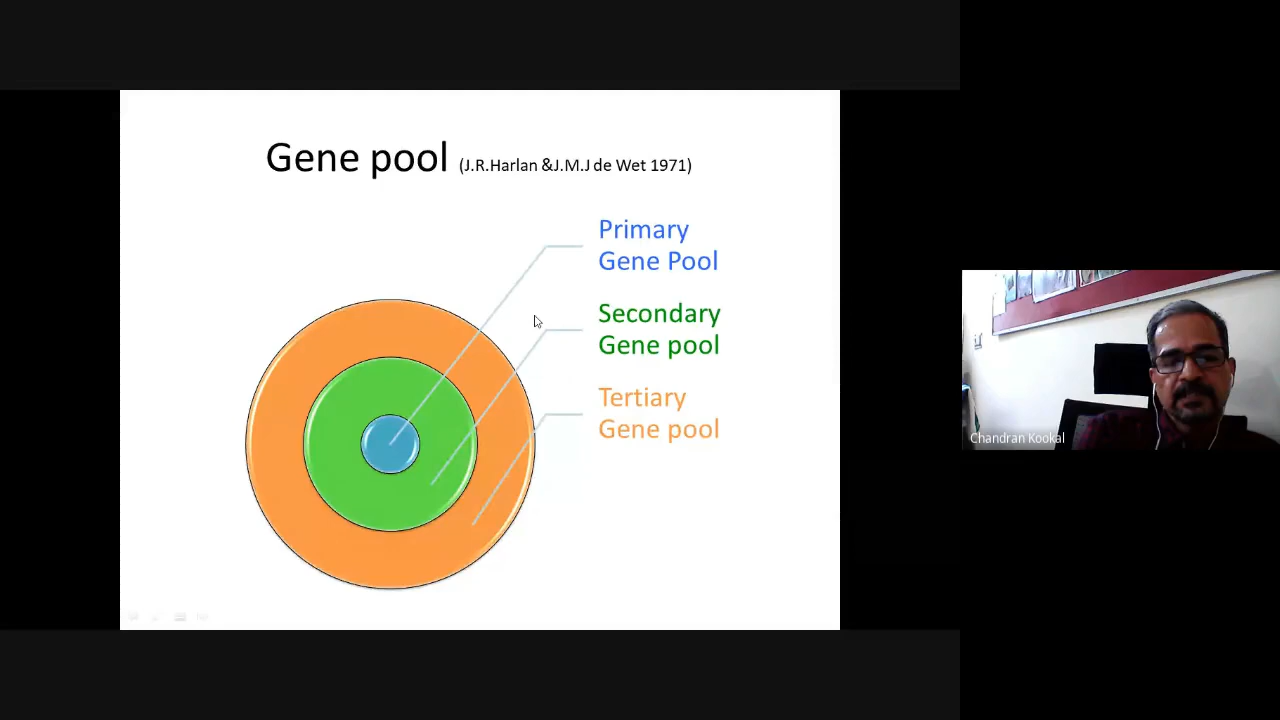 Gene pool (J.R.Harlan &J.M.J de Wet 1971)
Primary
Gene Pool
Secondary
Gene pool
Tertiary
Gene pool
Chandran Kookal